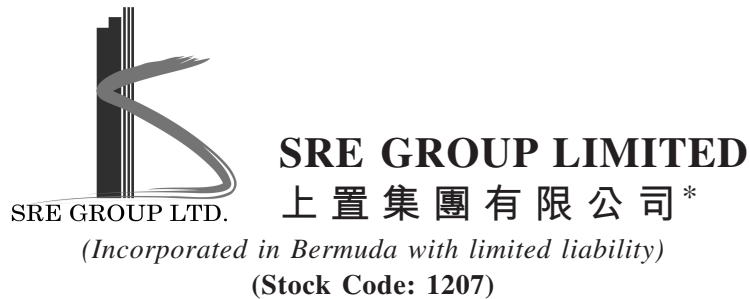 SRE GROUP LTD.
SRE GROUP LIMITED
上置集團有限公司*
(Incorporated in Bermuda with limited liability)
(Stock Code: 1207)